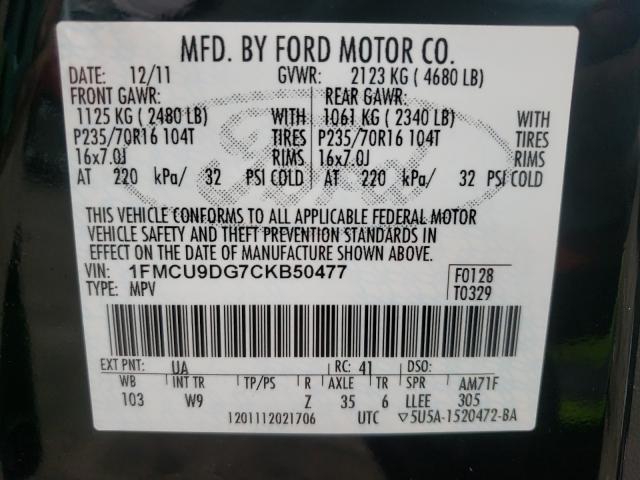 MFD. BY FORD MOTOR CO.
DATE: 12/11 GVWR: 2123 KG ( 4680 LB)
FRONT GAWR: REAR GAWR:
1125 KG ( 2480 LB) WITH 1061 KG ( 2340 LB) WITH
P235/70R16 104T TIRES P235/70R16 104T TIRES
16x7.0J RIMS 16x7.0J RIMS
AT 220 kPa/ 32 PSI COLD AT 220 kPa/ 32 PSI COLD
THIS VEHICLE CONFORMS TO ALL APPLICABLE FEDERAL MOTOR
VEHICLE SAFETY AND THEFT PREVENTION STANDARDS IN
EFFECT ON THE DATE OF MANUFACTURE SHOWN ABOVE.
VIN: 1FMCU9DG7CKB50477 F0128
TYPE: MPV T0329
EXT PNT: UA RC: 41 DSO:
WB INT TR TP/PS R AXLE TR SPR AM71F
103 W9 Z 35 6 LLEE 305
1201112021706 UTC ▽5U5A-1520472-BA
Ford